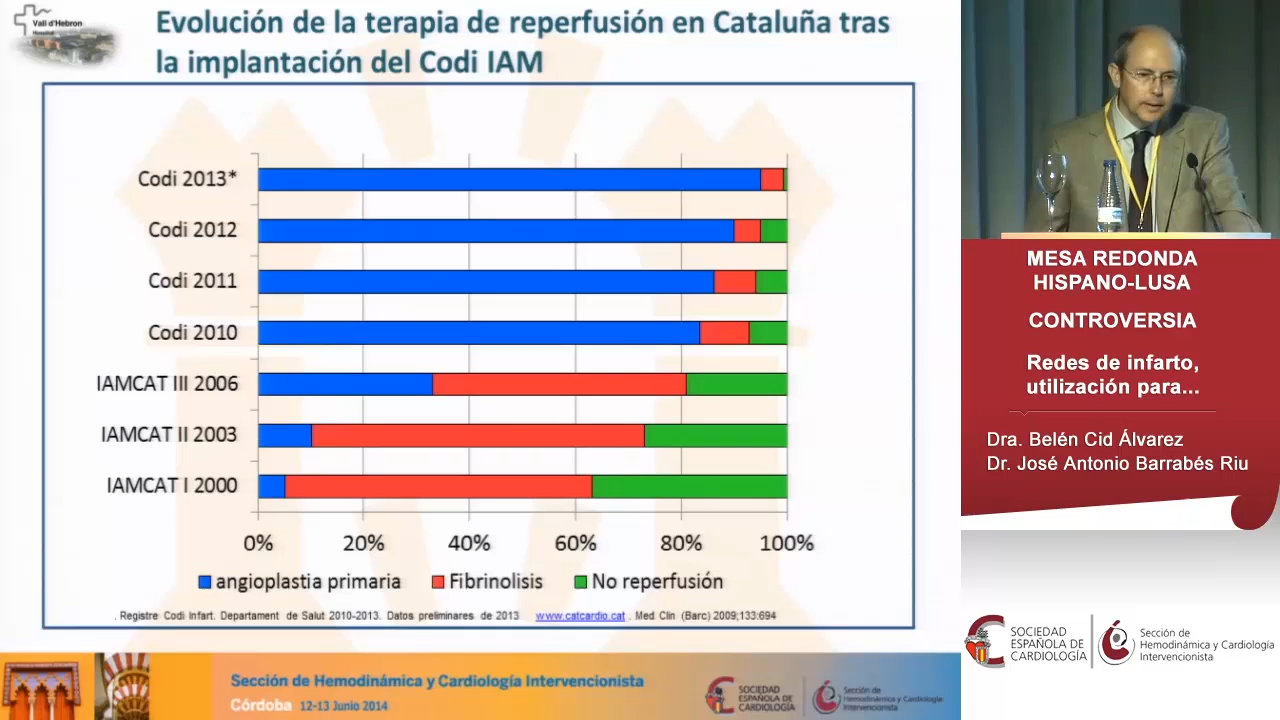 Vall d'Hebron
Hospital
Evolución de la terapia de reperfusión en Cataluña tras
la implantación del Codi IAM
Codi 2013*
Codi 2012
Codi 2011
Codi 2010
IAMCAT III 2006
IAMCAT II 2003
IAMCAT I 2000
0% 20% 40% 60% 80% 100%
angioplastia primaria Fibrinolisis No reperfusión
. Registre Codi Infart. Departament de Salut 2010-2013. Datos preliminares de 2013 www.catcardio.cat . Med Clin (Barc) 2009;133:694
Sección de Hemodinámica y Cardiología Intervencionista
Córdoba 12-13 Junio 2014
SOCIEDAD
ESPAÑOLA DE
CARDIOLOGÍA
Sección de
Hemodinámica y Cardiología
Intervencionista
MESA REDONDA
HISPANO-LUSA
CONTROVERSIA
Redes de infarto,
utilización para...
Dra. Belén Cid Álvarez
Dr. José Antonio Barrabés Riu
SOCIEDAD
ESPAÑOLA DE
CARDIOLOGÍA
Sección de
Hemodinámica y Cardiología
Intervencionista